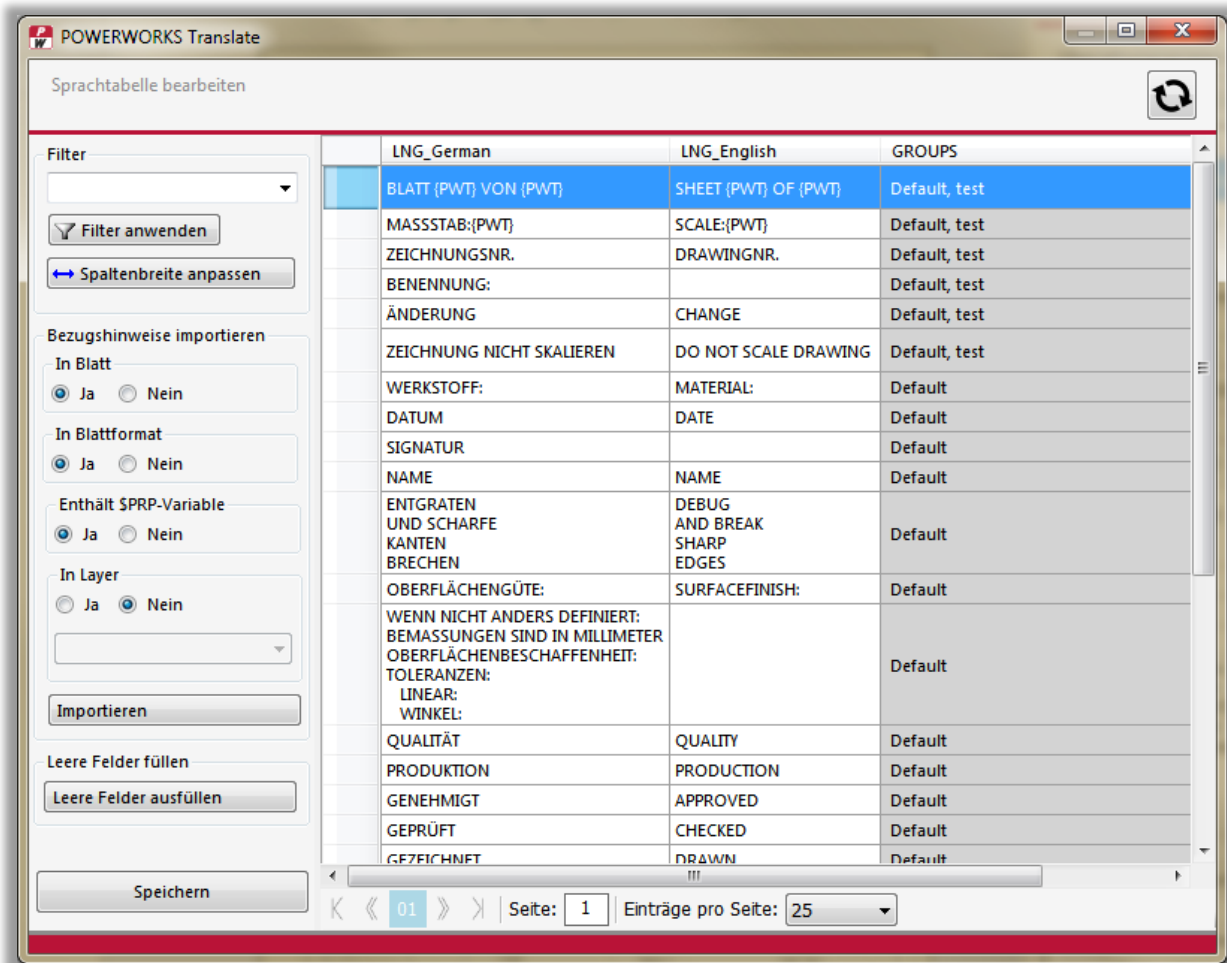 P
W
POWERWORKS Translate
X
Sprachtabelle bearbeiten
Filter
Filter anwenden
Spaltenbreite anpassen
Bezugshinweise importieren
In Blatt
Ja Nein
In Blattformat
Ja Nein
Enthält $PRP-Variable
Ja Nein
In Layer
Ja Nein
Importieren
Leere Felder füllen
Leere Felder ausfüllen
Speichern
LNG_German LNG_English GROUPS
BLATT {PWT} VON {PWT} SHEET {PWT} OF {PWT} Default, test
MASSSTAB:{PWT} SCALE:{PWT} Default, test
ZEICHNUNGSNR. DRAWINGNR. Default, test
BENENNUNG: Default, test
ÄNDERUNG CHANGE Default, test
ZEICHNUNG NICHT SKALIEREN DO NOT SCALE DRAWING Default, test
WERKSTOFF: MATERIAL: Default
DATUM DATE Default
SIGNATUR Default
NAME NAME Default
ENTGRATEN DEBUG
UND SCHARFE AND BREAK
KANTEN SHARP Default
BRECHEN EDGES
OBERFLÄCHENGÜTE: SURFACEFINISH: Default
WENN NICHT ANDERS DEFINIERT:
BEMASSUNGEN SIND IN MILLIMETER
OBERFLÄCHENBESCHAFFENHEIT:
TOLERANZEN: Default
LINEAR:
WINKEL:
QUALITÄT QUALITY Default
PRODUKTION PRODUCTION Default
GENEHMIGT APPROVED Default
GEPRÜFT CHECKED Default
GEZEICHNET DRAWN Default
01 Seite: 1 Einträge pro Seite: 25